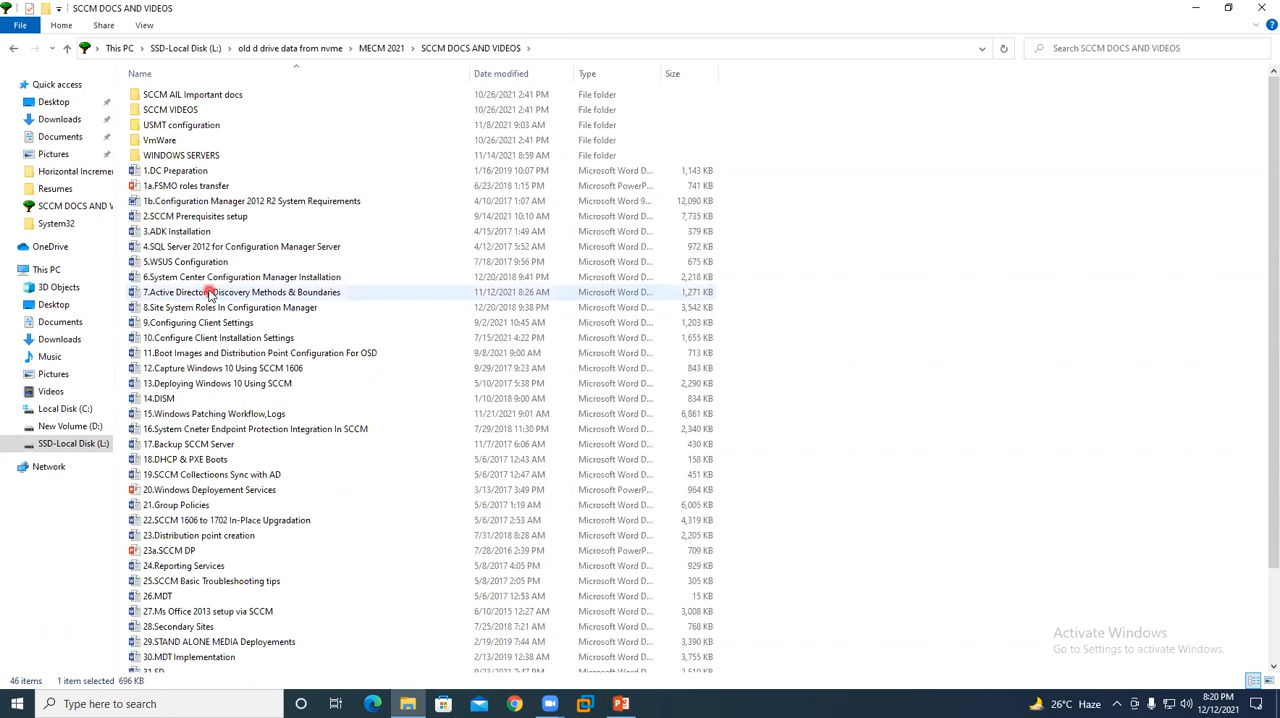 SCCM DOCS AND VIDEOS
File Home Share View
This PC SSD-Local Disk (L:) old d drive data from nvme MECM 2021 SCCM DOCS AND VIDEOS
Search SCCM DOCS AND VIDEOS
Name Date modified Type Size
Quick access
Desktop
Downloads
Documents
Pictures
Horizontal Increme
Resumes
SCCM DOCS AND V
System32
OneDrive
This PC
3D Objects
Desktop
Documents
Downloads
Music
Pictures
Videos
Local Disk (C:)
New Volume (D:)
SSD-Local Disk (L:)
Network
SCCM AIL Important docs 10/26/2021 2:41 PM File folder
SCCM VIDEOS 10/26/2021 2:41 PM File folder
USMT configuration 11/8/2021 9:03 AM File folder
VmWare 10/26/2021 2:41 PM File folder
WINDOWS SERVERS 11/14/2021 8:59 AM File folder
1.DC Preparation 1/16/2019 10:07 PM Microsoft Word D... 1,143 KB
1a.FSMO roles transfer 6/23/2018 1:15 PM Microsoft PowerP... 741 KB
1b.Configuration Manager 2012 R2 System Requirements 4/10/2017 1:07 AM Microsoft Word 9... 12,090 KB
2.SCCM Prerequisites setup 9/14/2021 10:10 AM Microsoft Word D... 7,735 KB
3.ADK Installation 4/15/2017 1:49 AM Microsoft Word D... 379 KB
4.SQL Server 2012 for Configuration Manager Server 4/12/2017 5:52 AM Microsoft Word D... 972 KB
5.WSUS Configuration 7/18/2017 9:56 PM Microsoft Word D... 675 KB
6.System Center Configuration Manager Installation 12/20/2018 9:41 PM Microsoft Word D... 2,218 KB
7.Active Directory Discovery Methods & Boundaries 11/12/2021 8:26 AM Microsoft Word D... 1,271 KB
8.Site System Roles In Configuration Manager 12/20/2018 9:38 PM Microsoft Word D... 3,542 KB
9.Configuring Client Settings 9/2/2021 10:45 AM Microsoft Word D... 1,203 KB
10.Configure Client Installation Settings 7/15/2021 4:22 PM Microsoft Word D... 1,655 KB
11.Boot Images and Distribution Point Configuration For OSD 9/8/2021 9:00 AM Microsoft Word D... 713 KB
12.Capture Windows 10 Using SCCM 1606 9/29/2017 9:23 AM Microsoft Word D... 843 KB
13.Deploying Windows 10 Using SCCM 5/10/2017 5:38 PM Microsoft Word D... 2,290 KB
14.DISM 1/10/2018 9:00 AM Microsoft Word D... 834 KB
15.Windows Patching Workflow,Logs 11/21/2021 9:01 AM Microsoft Word D... 6,861 KB
16.System Cneter Endpoint Protection Integration In SCCM 7/29/2018 11:30 PM Microsoft Word D... 2,340 KB
17.Backup SCCM Server 11/7/2017 6:06 AM Microsoft Word D... 430 KB
18.DHCP & PXE Boots 5/6/2017 12:43 AM Microsoft Word D... 158 KB
19.SCCM Collectioons Sync with AD 5/6/2017 12:47 AM Microsoft Word D... 451 KB
20.Windows Deployement Services 3/13/2017 3:49 PM Microsoft PowerP... 964 KB
21.Group Policies 5/6/2017 1:19 AM Microsoft Word D... 6,005 KB
22.SCCM 1606 to 1702 In-Place Upgradation 5/6/2017 2:53 AM Microsoft Word D... 4,319 KB
23.Distribution point creation 7/31/2018 8:28 AM Microsoft Word D... 2,205 KB
23a.SCCM DP 7/28/2016 2:39 PM Microsoft PowerP... 709 KB
24.Reporting Services 5/8/2017 4:05 PM Microsoft Word D... 929 KB
25.SCCM Basic Troubleshooting tips 5/8/2017 2:05 PM Microsoft Word D... 305 KB
26.MDT 5/6/2017 12:53 AM Microsoft Word D... 15 KB
27.Ms Office 2013 setup via SCCM 6/10/2015 12:27 AM Microsoft Word D... 3,008 KB
28.Secondary Sites 7/25/2018 7:21 AM Microsoft Word D... 768 KB
29.STAND ALONE MEDIA Deployements 2/19/2019 7:44 AM Microsoft Word D... 3,390 KB
30.MDT Implementation 2/13/2019 12:38 AM Microsoft Word D... 3,755 KB
Activate Windows
Go to Settings to activate Windows.
46 items 1 item selected 696 KB
Type here to search
26°C Haze
8:20 PM
12/12/2021